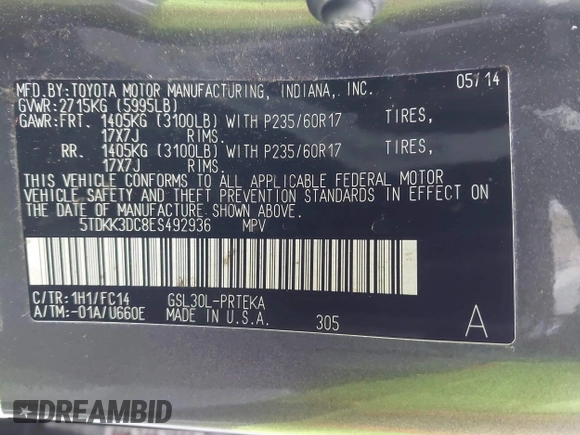 MFD.BY:TOYOTA MOTOR MANUFACTURING, INDIANA, INC. 05/14
GVWR:2715KG (5995LB)
GAWR:FRT. 1405KG (3100LB) WITH P235/60R17 TIRES,
17X7J RIMS.
RR. 1405KG (3100LB) WITH P235/60R17 TIRES,
17X7J RIMS.
THIS VEHICLE CONFORMS TO ALL APPLICABLE FEDERAL MOTOR
VEHICLE SAFETY AND THEFT PREVENTION STANDARDS IN EFFECT ON
THE DATE OF MANUFACTURE SHOWN ABOVE.
5TDKK3DC8ES492936 MPV
C/TR:1H1/FC14 GSL30L-PRTEKA
A/TM:-01A/U660E MADE IN U.S.A. 305 A
DREAMBID